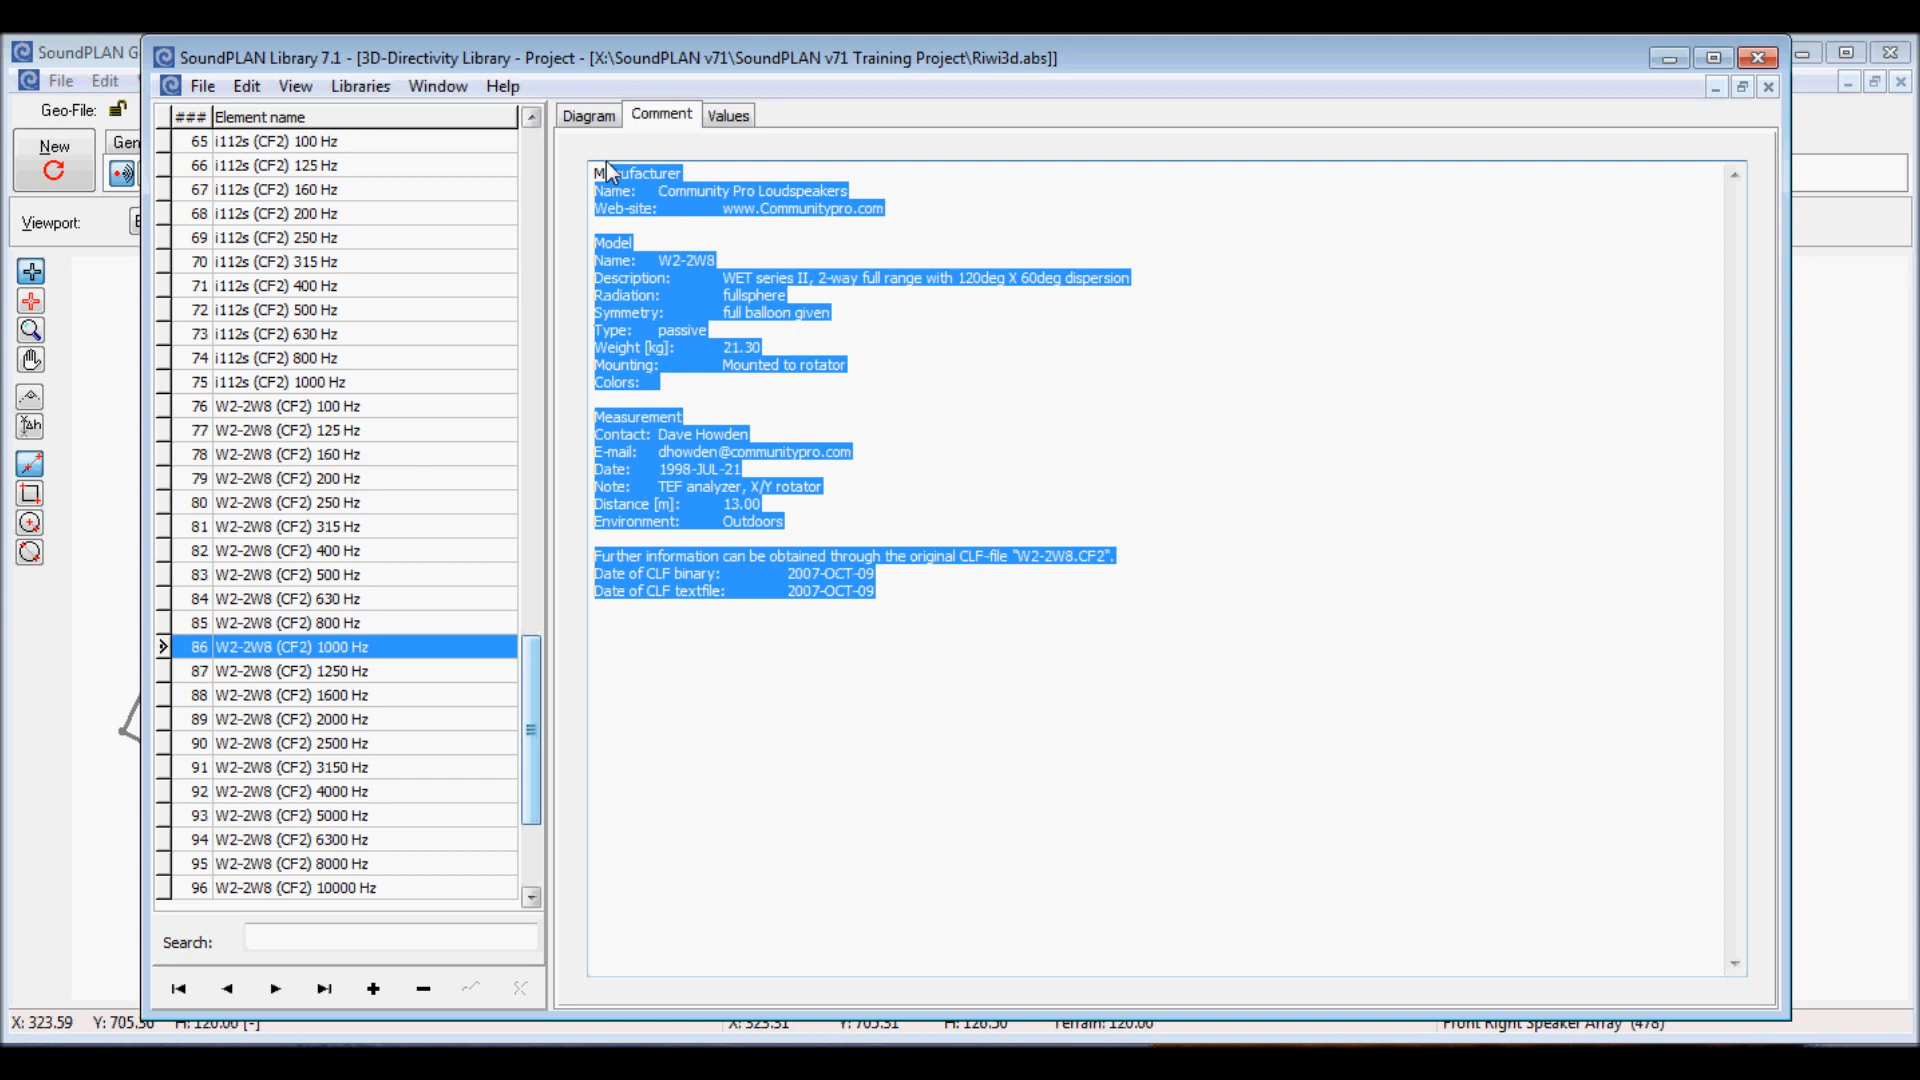 SoundPLAN G
SoundPLAN Library 7.1 - [3D-Directivity Library - Project - [X:\SoundPLAN v71\SoundPLAN v71 Training Project\Riwi3d.abs]]
File Edit
File Edit View Libraries Window Help
Geo-File:
New
Gen
Viewport:
### Element name
65 i112s (CF2) 100 Hz
66 i112s (CF2) 125 Hz
67 i112s (CF2) 160 Hz
68 i112s (CF2) 200 Hz
69 i112s (CF2) 250 Hz
70 i112s (CF2) 315 Hz
71 i112s (CF2) 400 Hz
72 i112s (CF2) 500 Hz
73 i112s (CF2) 630 Hz
74 i112s (CF2) 800 Hz
75 i112s (CF2) 1000 Hz
76 W2-2W8 (CF2) 100 Hz
77 W2-2W8 (CF2) 125 Hz
78 W2-2W8 (CF2) 160 Hz
79 W2-2W8 (CF2) 200 Hz
80 W2-2W8 (CF2) 250 Hz
81 W2-2W8 (CF2) 315 Hz
82 W2-2W8 (CF2) 400 Hz
83 W2-2W8 (CF2) 500 Hz
84 W2-2W8 (CF2) 630 Hz
85 W2-2W8 (CF2) 800 Hz
86 W2-2W8 (CF2) 1000 Hz
87 W2-2W8 (CF2) 1250 Hz
88 W2-2W8 (CF2) 1600 Hz
89 W2-2W8 (CF2) 2000 Hz
90 W2-2W8 (CF2) 2500 Hz
91 W2-2W8 (CF2) 3150 Hz
92 W2-2W8 (CF2) 4000 Hz
93 W2-2W8 (CF2) 5000 Hz
94 W2-2W8 (CF2) 6300 Hz
95 W2-2W8 (CF2) 8000 Hz
96 W2-2W8 (CF2) 10000 Hz
Search:
Diagram Comment Values
Manufacturer
Name: Community Pro Loudspeakers
Web-site: www.Communitypro.com
Model
Name: W2-2W8
Description: WET series II, 2-way full range with 120deg X 60deg dispersion
Radiation: fullsphere
Symmetry: full balloon given
Type: passive
Weight [kg]: 21.30
Mounting: Mounted to rotator
Colors:
Measurement
Contact: Dave Howden
E-mail: dhowden@communitypro.com
Date: 1998-JUL-21
Note: TEF analyzer, X/Y rotator
Distance [m]: 13.00
Environment: Outdoors
Further information can be obtained through the original CLF-file "W2-2W8.CF2".
Date of CLF binary: 2007-OCT-09
Date of CLF textfile: 2007-OCT-09
X: 323.59 Y: 705.30 H: 120.00 [-] X: 323.31 Y: 705.31 H: 126.50 Terrain: 120.00 Front Right Speaker Array (478)